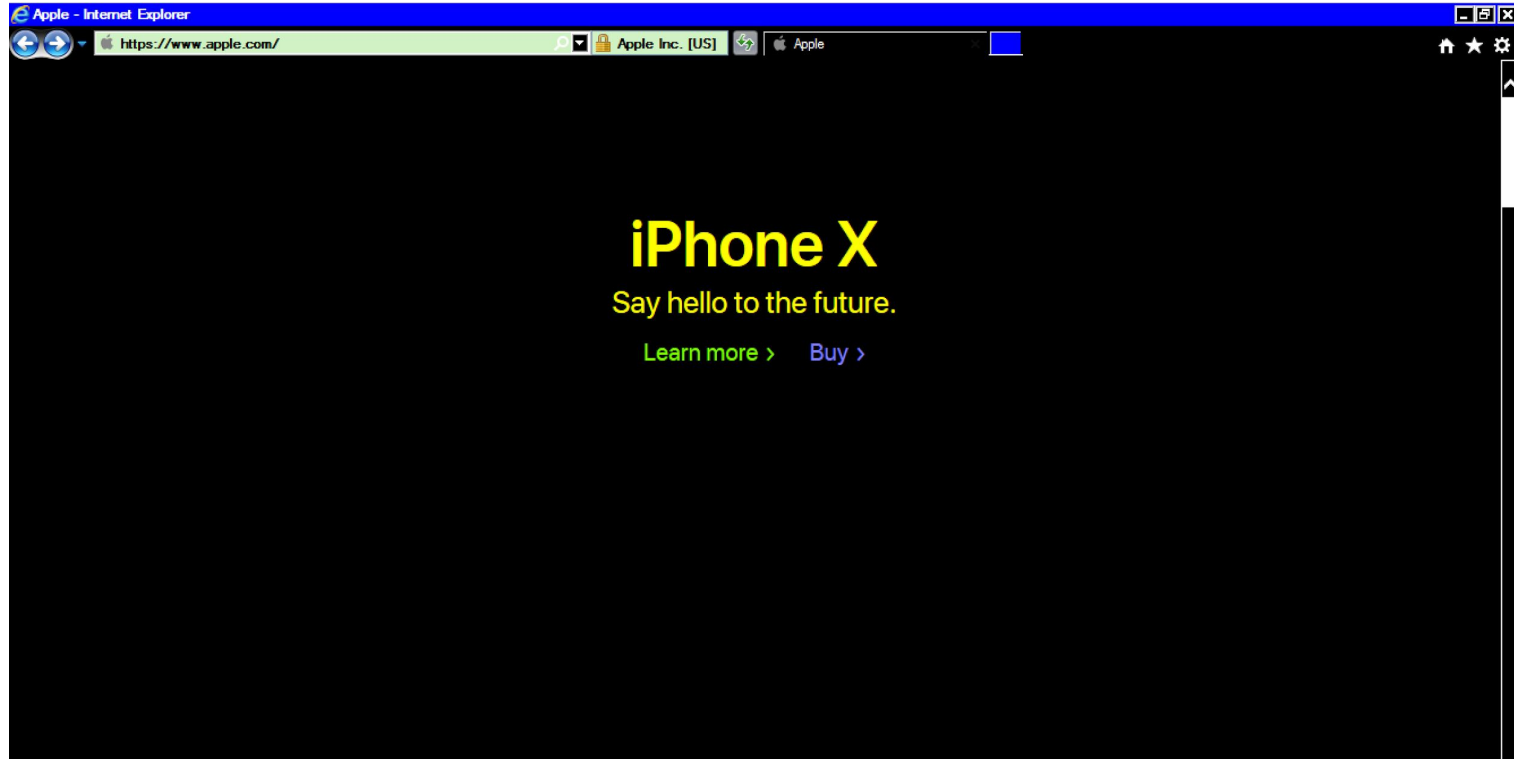 Apple - Internet Explorer
https://www.apple.com/ Apple Inc. [US] Apple
iPhone X
Say hello to the future.
Learn more > Buy >